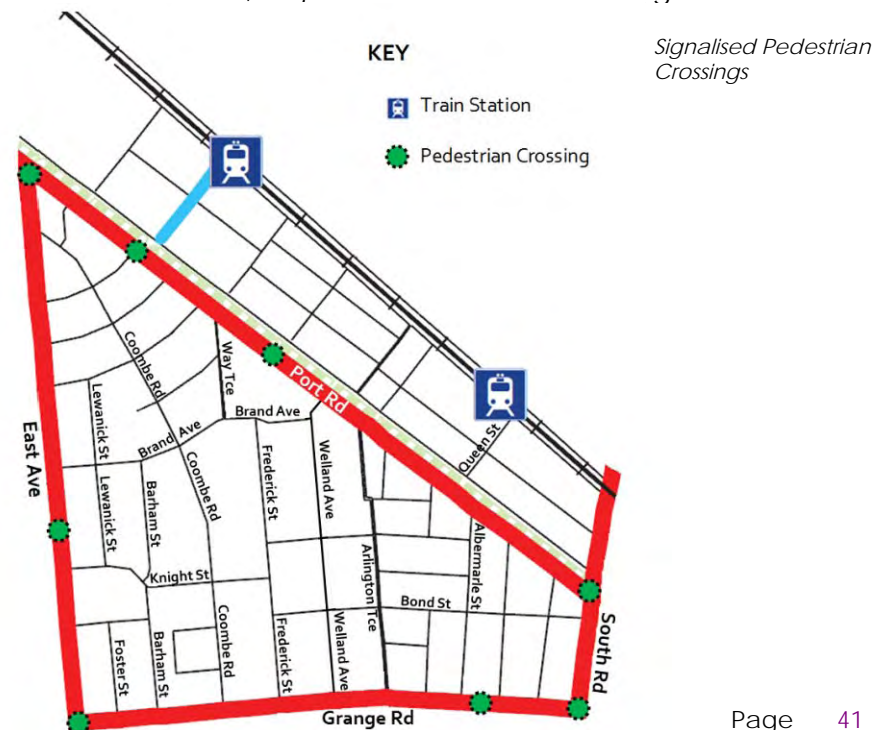 KEY
Train Station
Pedestrian Crossing
Signalised Pedestrian
Crossings
Coombe Rd
Way Tce
Port Rd
Brand Ave
Lewanick St
Brand Ave
East Ave
Queen St
Frederick St
Welland Ave
Coombe Rd
Lewanick St
Barham St
Albermarle St
Arlington Tce
Knight St
Bond St
Foster St
Barham St
Coombe Rd
Frederick St
Welland Ave
South Rd
Grange Rd
Page 41